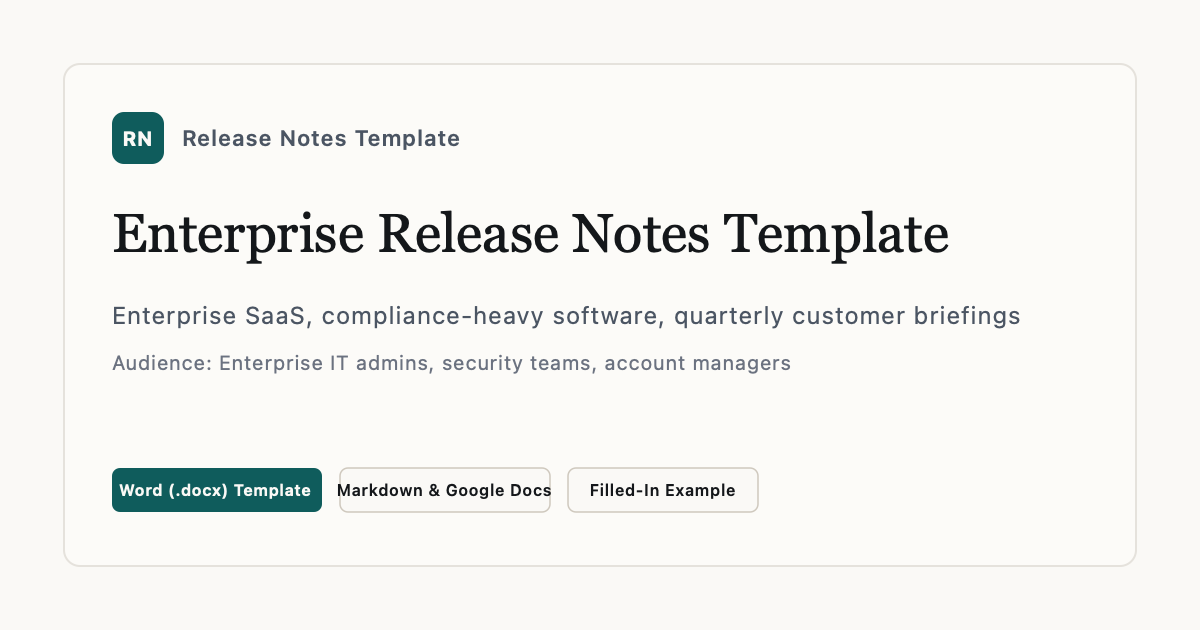 RN
Release Notes Template
Enterprise Release Notes Template
Enterprise SaaS, compliance-heavy software, quarterly customer briefings
Audience: Enterprise IT admins, security teams, account managers
Word (.docx) Template
Markdown & Google Docs
Filled-In Example